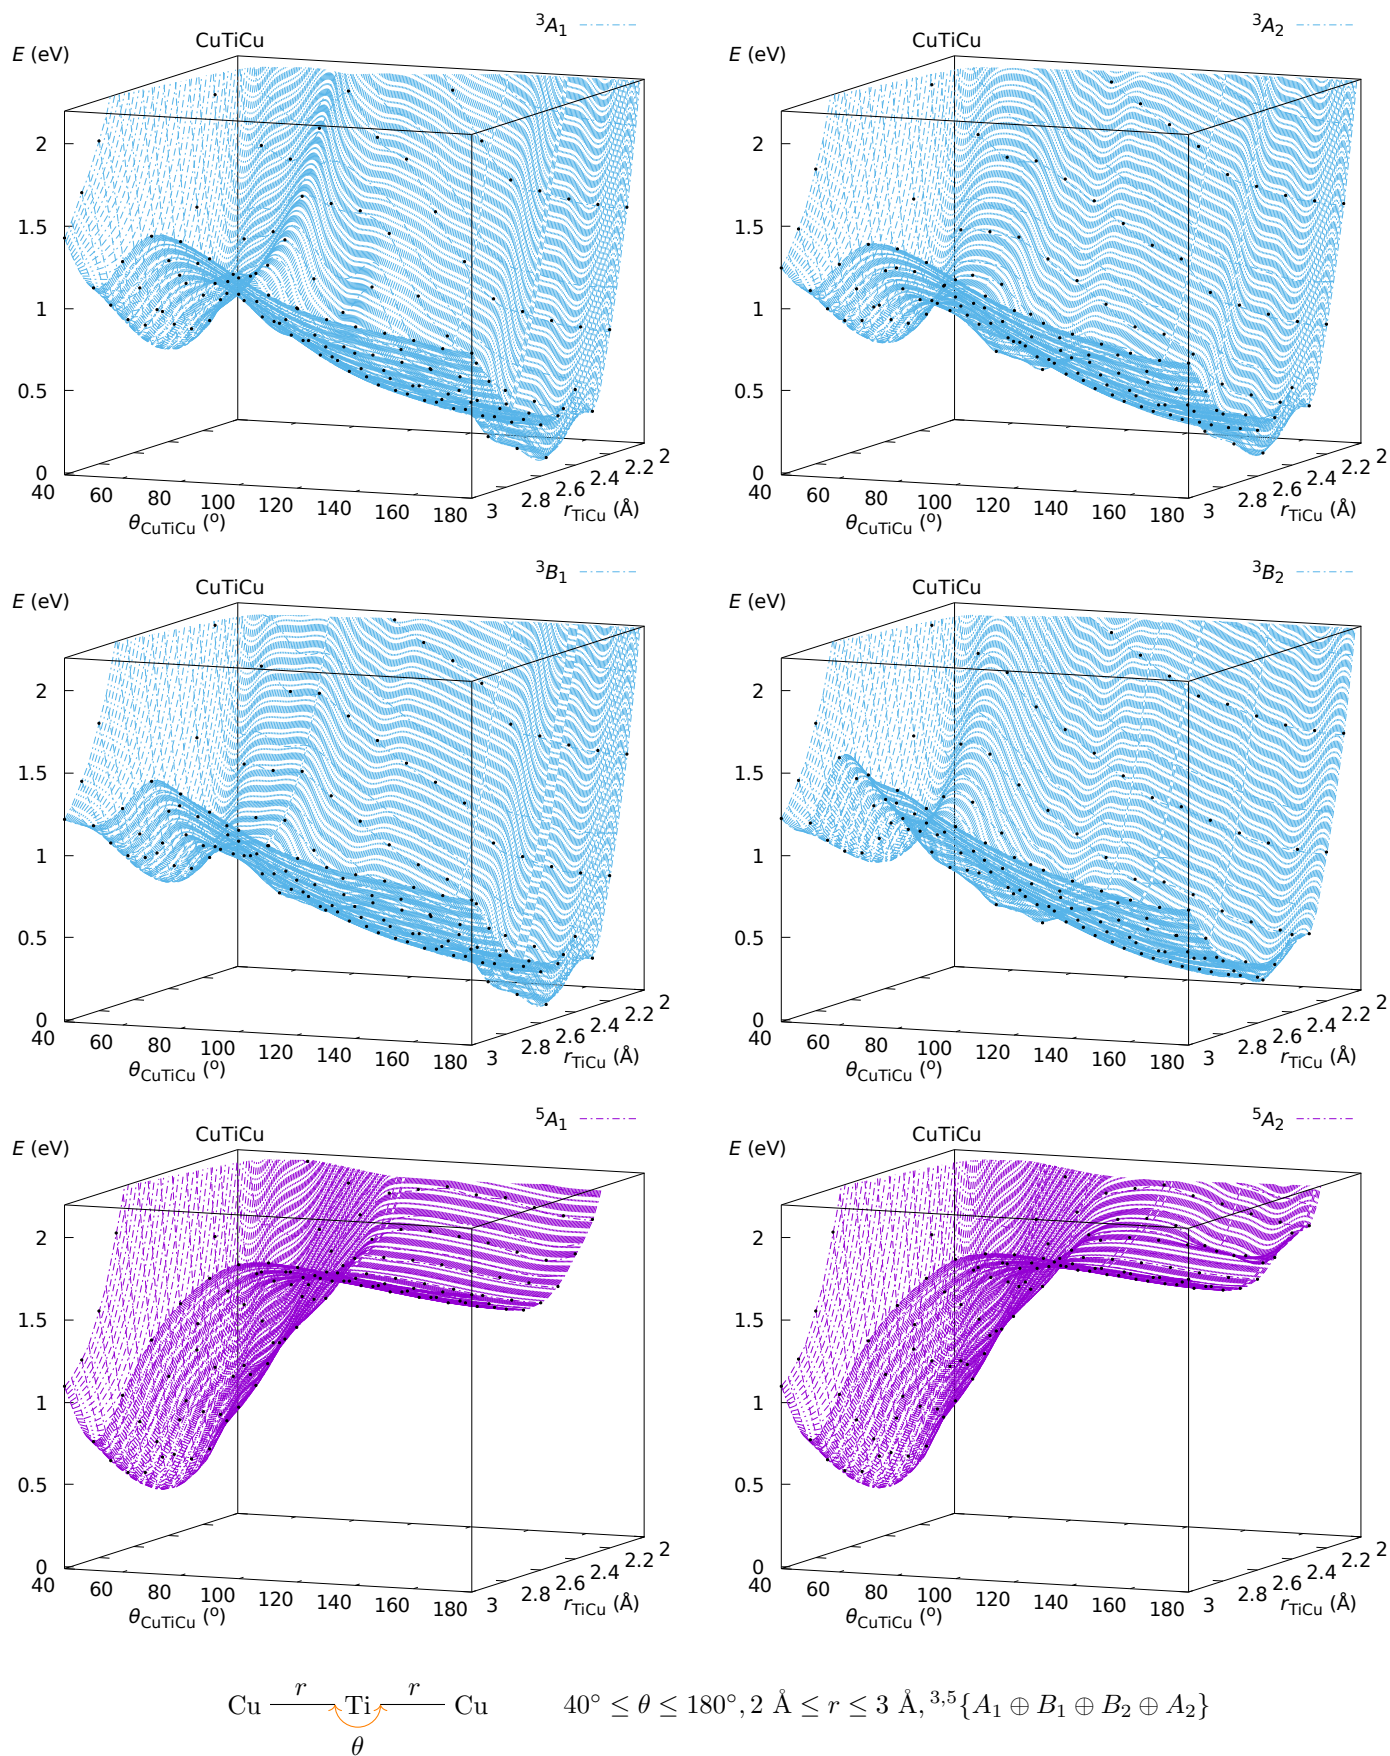 ³A₁
CuTiCu
E (eV)
2
1.5
1
0.5
0
40 60 80 100 120 140 160 180
θCuTiCu (º)
3 2.8 2.6 2.4 2.2 2
rTiCu (Å)
³A₂
CuTiCu
E (eV)
2
1.5
1
0.5
0
40 60 80 100 120 140 160 180
θCuTiCu (º)
3 2.8 2.6 2.4 2.2 2
rTiCu (Å)
³B₁
CuTiCu
E (eV)
2
1.5
1
0.5
0
40 60 80 100 120 140 160 180
θCuTiCu (º)
3 2.8 2.6 2.4 2.2 2
rTiCu (Å)
³B₂
CuTiCu
E (eV)
2
1.5
1
0.5
0
40 60 80 100 120 140 160 180
θCuTiCu (º)
3 2.8 2.6 2.4 2.2 2
rTiCu (Å)
⁵A₁
CuTiCu
E (eV)
2
1.5
1
0.5
0
40 60 80 100 120 140 160 180
θCuTiCu (º)
3 2.8 2.6 2.4 2.2 2
rTiCu (Å)
⁵A₂
CuTiCu
E (eV)
2
1.5
1
0.5
0
40 60 80 100 120 140 160 180
θCuTiCu (º)
3 2.8 2.6 2.4 2.2 2
rTiCu (Å)
r r
Cu Ti Cu
θ
40° ≤ θ ≤ 180°, 2 Å ≤ r ≤ 3 Å, ³,⁵{A₁ ⊕ B₁ ⊕ B₂ ⊕ A₂}